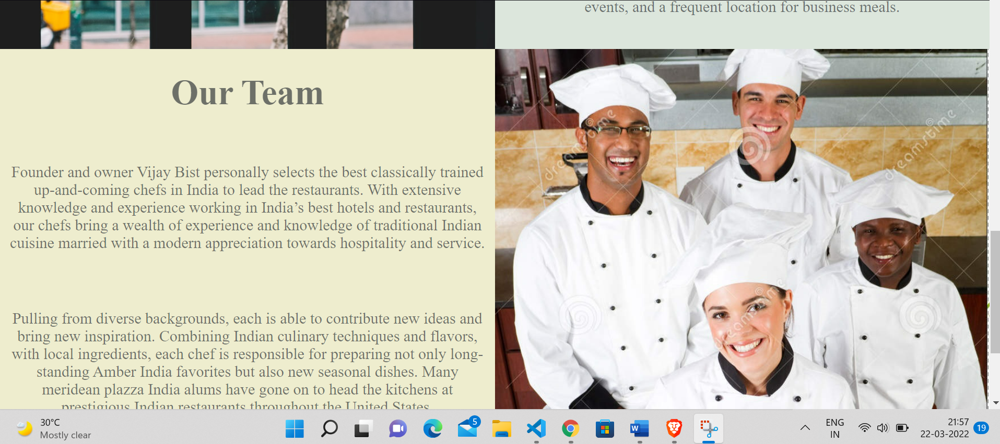 events, and a frequent location for business meals.
Our Team
Founder and owner Vijay Bist personally selects the best classically trained
up-and-coming chefs in India to lead the restaurants. With extensive
knowledge and experience working in India’s best hotels and restaurants,
our chefs bring a wealth of experience and knowledge of traditional Indian
cuisine married with a modern appreciation towards hospitality and service.
Pulling from diverse backgrounds, each is able to contribute new ideas and
bring new inspiration. Combining Indian culinary techniques and flavors,
with local ingredients, each chef is responsible for preparing not only long-
standing Amber India favorites but also new seasonal dishes. Many
meridean plazza India alums have gone on to head the kitchens at
prestigious Indian restaurants throughout the United States.
dreamstime
dreamstime
dreamstime
30°C
Mostly clear
5
W
ENG
IN
21:57
22-03-2022
19